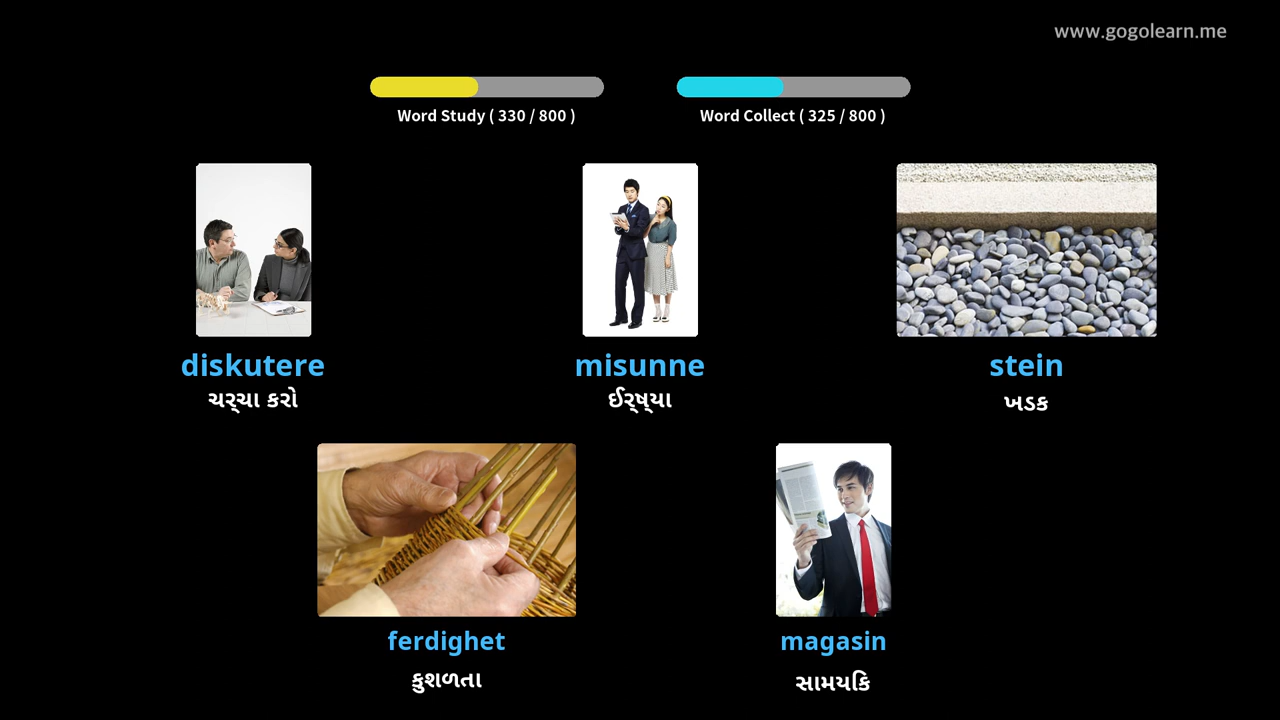 www.gogolearn.me
Word Study ( 330 / 800 )
Word Collect ( 325 / 800 )
diskutere
ચર્ચા કરો
misunne
ઈર્ષ્યા
stein
ખડક
ferdighet
કુશળતા
magasin
સામયિક